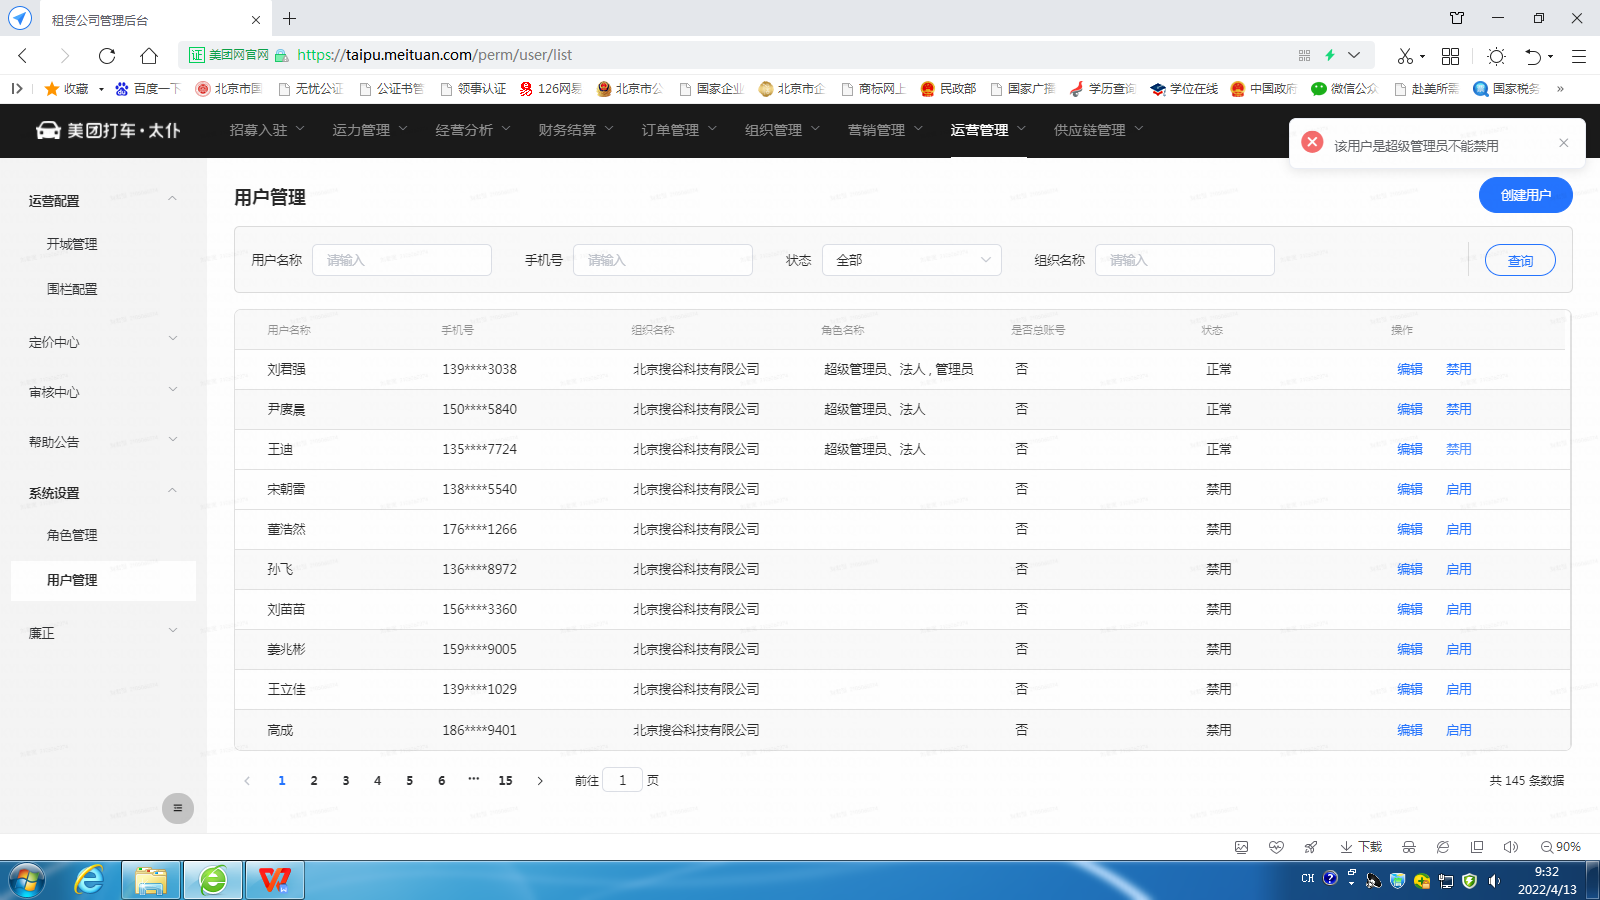 租赁公司管理后台
证 美团网官网 https://taipu.meituan.com/perm/user/list
收藏 百度一下 北京市国 无忧公证 公证书管 领事认证 126网易 北京市公 国家企业 北京市企 商标网上 民政部 国家广播 学历查询 学位在线 中国政府 微信公众 赴美所需 国家税务 »
美团打车·太仆 招募入驻 运力管理 经营分析 财务结算 订单管理 组织管理 营销管理 运营管理 供应链管理
该用户是超级管理员不能禁用
运营配置
开城管理
围栏配置
定价中心
审核中心
帮助公告
系统设置
角色管理
用户管理
廉正
用户管理 创建用户
用户名称 请输入 手机号 请输入 状态 全部 组织名称 请输入 查询
用户名称 手机号 组织名称 角色名称 是否总账号 状态 操作
刘君强 139****3038 北京搜谷科技有限公司 超级管理员、法人 , 管理员 否 正常 编辑 禁用
尹赓晨 150****5840 北京搜谷科技有限公司 超级管理员、法人 否 正常 编辑 禁用
王迪 135****7724 北京搜谷科技有限公司 超级管理员、法人 否 正常 编辑 禁用
宋朝雷 138****5540 北京搜谷科技有限公司 否 禁用 编辑 启用
董浩然 176****1266 北京搜谷科技有限公司 否 禁用 编辑 启用
孙飞 136****8972 北京搜谷科技有限公司 否 禁用 编辑 启用
刘苗苗 156****3360 北京搜谷科技有限公司 否 禁用 编辑 启用
姜兆彬 159****9005 北京搜谷科技有限公司 否 禁用 编辑 启用
王立佳 139****1029 北京搜谷科技有限公司 否 禁用 编辑 启用
高成 186****9401 北京搜谷科技有限公司 否 禁用 编辑 启用
1 2 3 4 5 6 ··· 15 前往 1 页 共 145 条数据
下载 90%
CH 9:32
2022/4/13